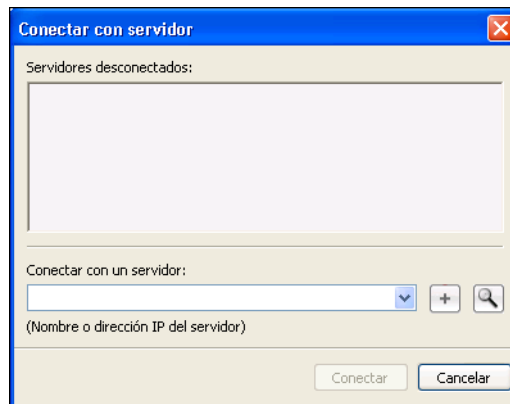 Conectar con servidor
Servidores desconectados:
Conectar con un servidor:
(Nombre o dirección IP del servidor)
Conectar Cancelar